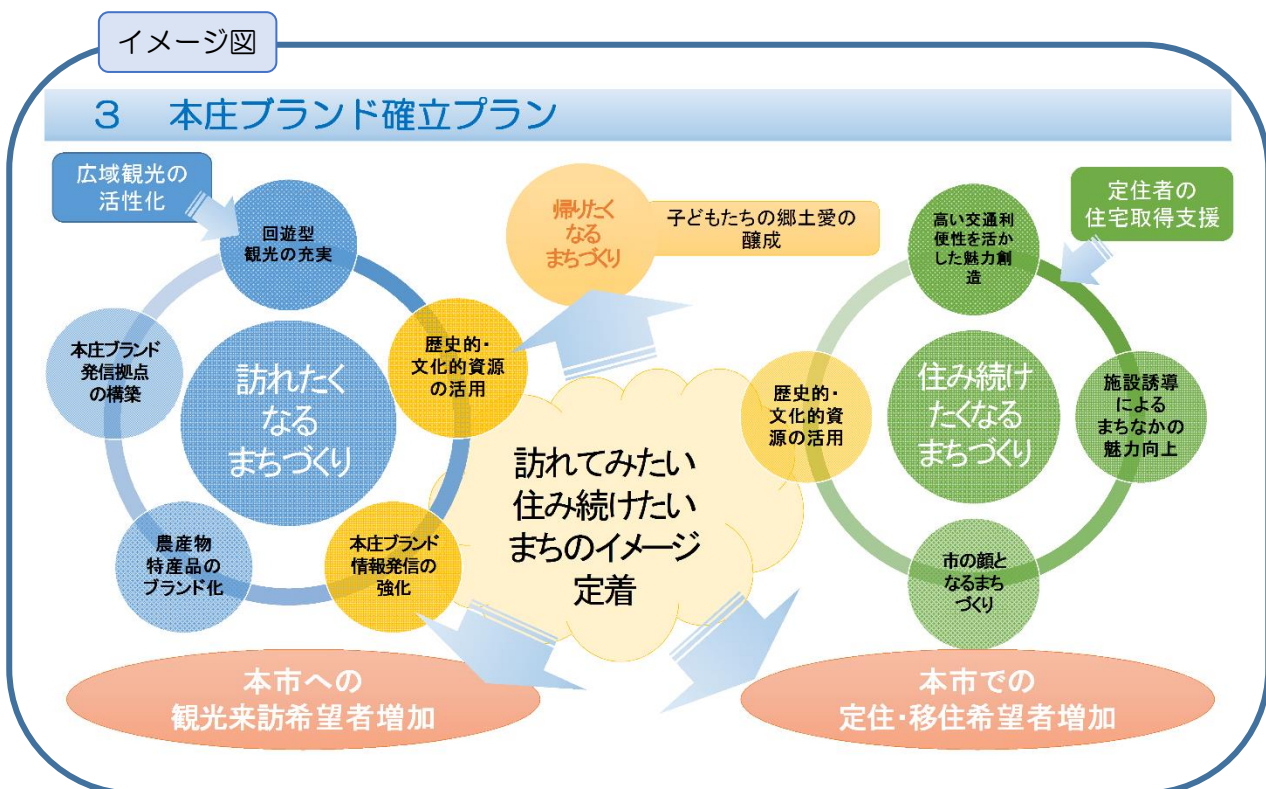 イメージ図
3 本庄ブランド確立プラン
広域観光の
活性化
回遊型
観光の充実
本庄ブランド
発信拠点
の構築
訪れたく
なる
まちづくり
歴史的・
文化的資源
の活用
農産物
特産品の
ブランド化
本庄ブランド
情報発信の
強化
帰りたく
なる
まちづくり
子どもたちの郷土愛の
醸成
訪れてみたい
住み続けたい
まちのイメージ
定着
定住者の
住宅取得支援
高い交通利
便性を活か
した魅力創
造
歴史的・
文化的資
源の活用
住み続け
たくなる
まちづくり
施設誘導
による
まちなかの
魅力向上
市の顔と
なるまち
づくり
本市への
観光来訪希望者増加
本市での
定住・移住希望者増加